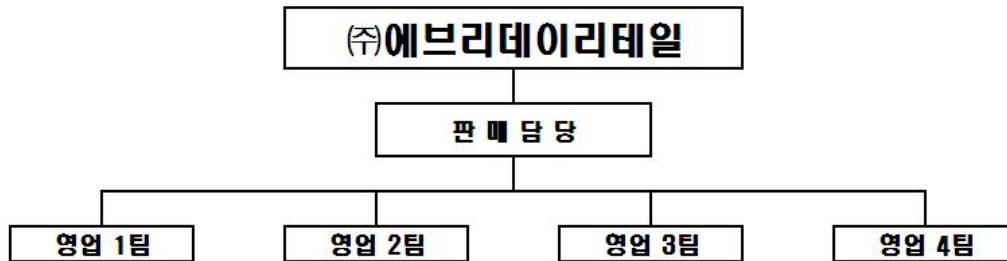 ㈜에브리데이리테일
판 매 담 당
영업 1팀
영업 2팀
영업 3팀
영업 4팀